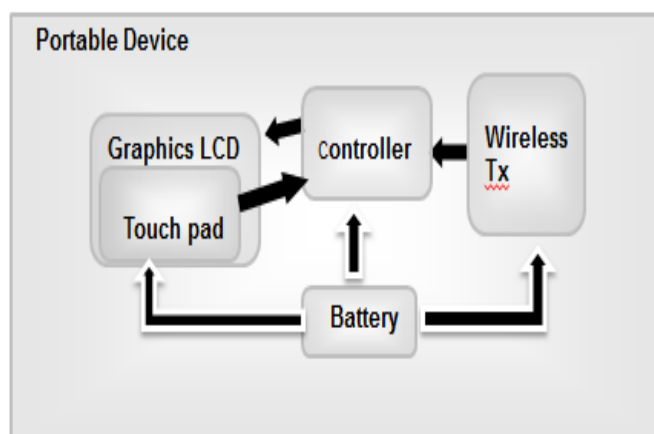 Portable Device
Graphics LCD
Touch pad
controller
Wireless
Tx
Battery